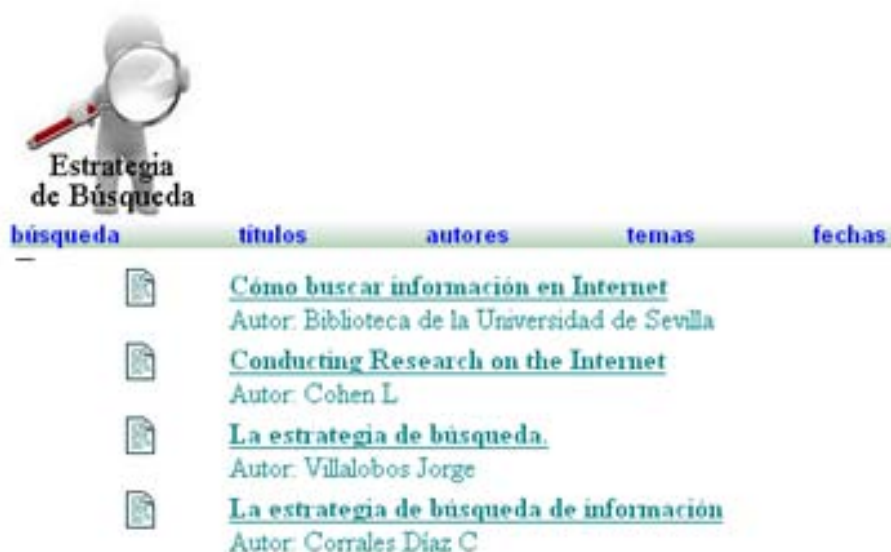 Estrategia
de Búsqueda
búsqueda títulos autores temas fechas
Cómo buscar información en Internet
Autor: Biblioteca de la Universidad de Sevilla
Conducting Research on the Internet
Autor: Cohen L
La estrategia de búsqueda.
Autor: Villalobos Jorge
La estrategia de búsqueda de información
Autor: Corrales Díaz C